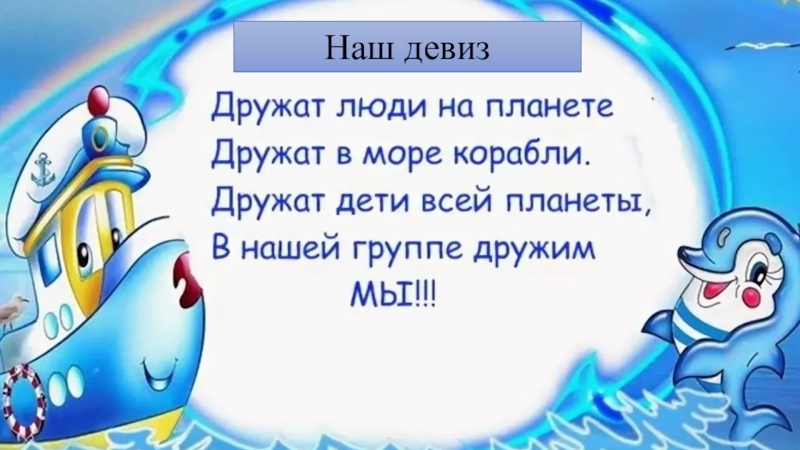 Наш девиз
Дружат люди на планете
Дружат в море корабли.
Дружат дети всей планеты,
В нашей группе дружим
МЫ!!!